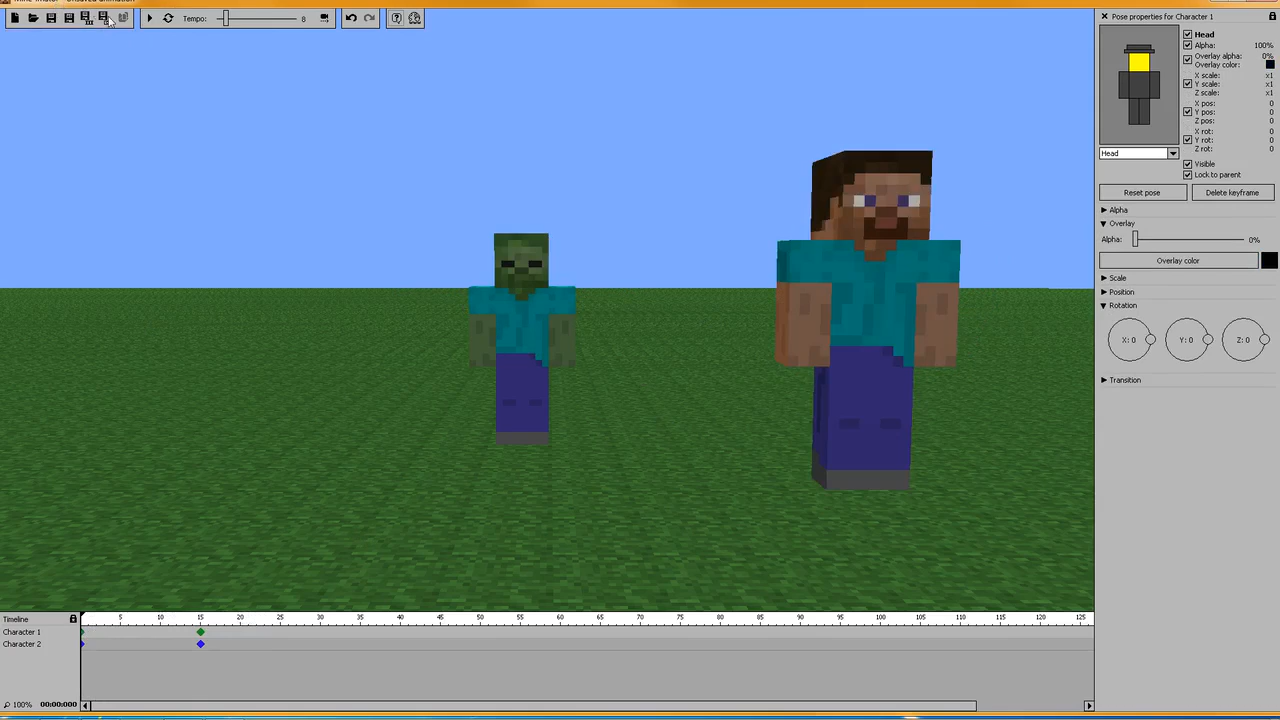 Mine-imator - Unsaved animation
Tempo: 8
Pose properties for Character 1
Head
Alpha: 100%
Overlay alpha: 0%
Overlay color:
X scale: x1
Y scale: x1
Z scale: x1
X pos: 0
Y pos: 0
Z pos: 0
X rot: 0
Y rot: 0
Z rot: 0
Head
Visible
Lock to parent
Reset pose Delete keyframe
Alpha
Overlay
Alpha: 0%
Overlay color
Scale
Position
Rotation
X: 0 Y: 0 Z: 0
Transition
Timeline 5 10 15 20 25 30 35 40 45 50 55 60 65 70 75 80 85 90 95 100 105 110 115 120 125
Character 1
Character 2
100% 00:00:000